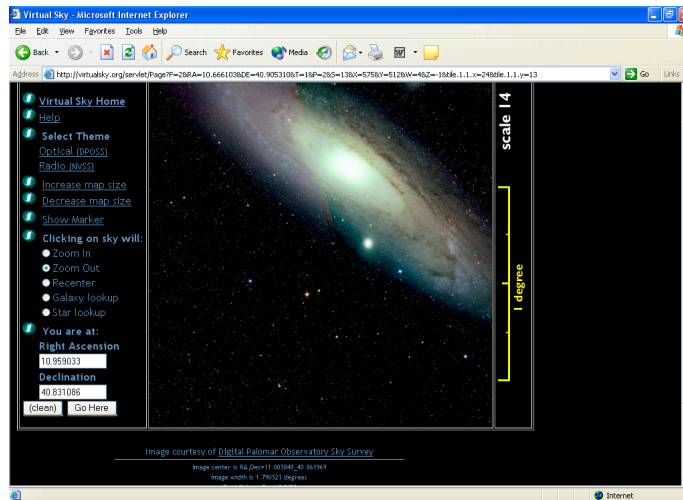 Virtual Sky - Microsoft Internet Explorer
File Edit View Favorites Tools Help
Back Search Favorites Media
Address http://virtualsky.org/servlet/Page?F=2&RA=10.666103&DE=40.905310&T=1&P=2&S=13&X=575&Y=512&W=4&Z=-1&tile.1.1.x=24&tile.1.1.y=13 Go Links
Virtual Sky Home
Help
Select Theme
Optical (DPOSS)
Radio (NVSS)
Increase map size
Decrease map size
Show Marker
Clicking on sky will:
Zoom In
Zoom Out
Recenter
Galaxy lookup
Star lookup
You are at:
Right Ascension
10.959033
Declination
40.831086
(clean) Go Here
scale 14
1 degree
Image courtesy of Digital Palomar Observatory Sky Survey
Image center is RA,Dec=11.005840,40.861969
Image width is 1.790521 degrees
Internet